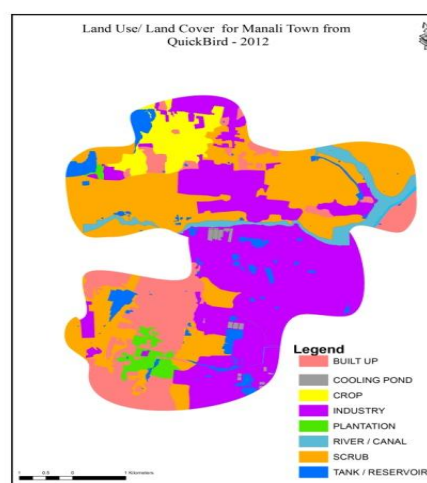 Land Use/ Land Cover for Manali Town from
QuickBird - 2012
Legend
BUILT UP
COOLING POND
CROP
INDUSTRY
PLANTATION
RIVER / CANAL
SCRUB
TANK / RESERVOIR
1 0.5 0 1 Kilometers